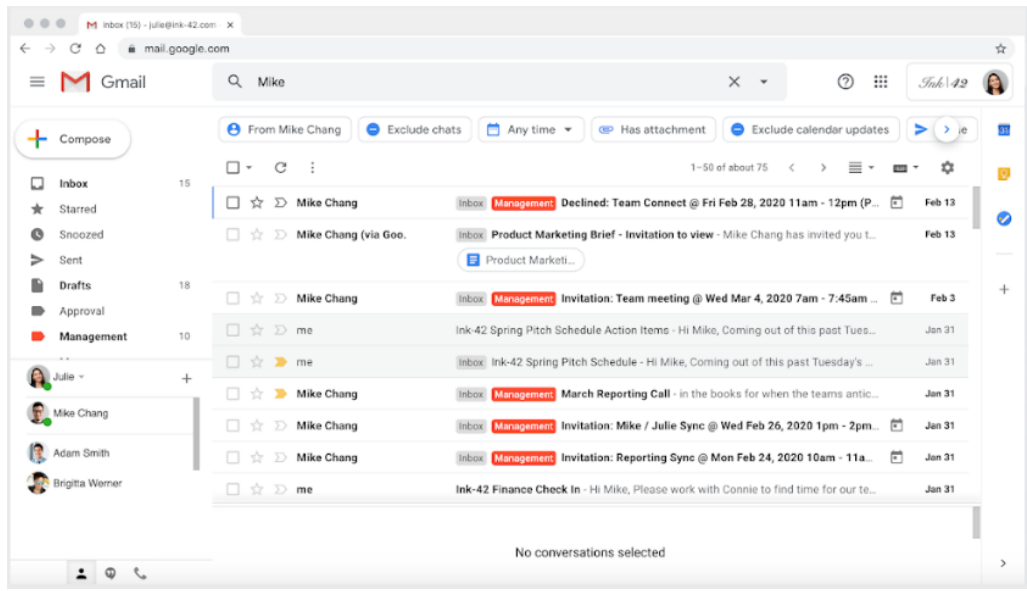 Inbox (15) - julie@ink-42.com
mail.google.com
Gmail
Mike
Ink|42
Compose
From Mike Chang
Exclude chats
Any time
Has attachment
Exclude calendar updates
1–50 of about 75
Inbox 15
Starred
Snoozed
Sent
Drafts 18
Approval
Management 10
Mike Chang Inbox Management Declined: Team Connect @ Fri Feb 28, 2020 11am - 12pm (P... Feb 13
Mike Chang (via Goo. Inbox Product Marketing Brief - Invitation to view - Mike Chang has invited you t... Feb 13
Product Marketi...
Mike Chang Inbox Management Invitation: Team meeting @ Wed Mar 4, 2020 7am - 7:45am ... Feb 3
me Ink-42 Spring Pitch Schedule Action Items - Hi Mike, Coming out of this past Tues... Jan 31
me Inbox Ink-42 Spring Pitch Schedule - Hi Mike, Coming out of this past Tuesday's ... Jan 31
Mike Chang Inbox Management March Reporting Call - in the books for when the teams antic... Jan 31
Mike Chang Inbox Management Invitation: Mike / Julie Sync @ Wed Feb 26, 2020 1pm - 2pm... Jan 31
Mike Chang Inbox Management Invitation: Reporting Sync @ Mon Feb 24, 2020 10am - 11a... Jan 31
me Ink-42 Finance Check In - Hi Mike, Please work with Connie to find time for our te... Jan 31
Julie
Mike Chang
Adam Smith
Brigitta Werner
No conversations selected